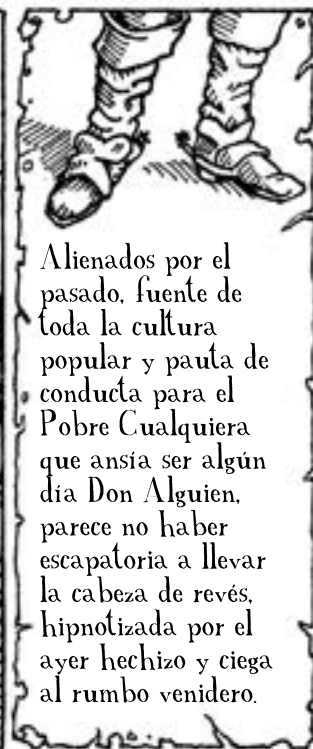 Alienados por el
pasado, fuente de
toda la cultura
popular y pauta de
conducta para el
Pobre Cualquiera
que ansía ser algún
día Don Alguien,
parece no haber
escapatoria a llevar
la cabeza de revés,
hipnotizada por el
ayer hechizo y ciega
al rumbo venidero.